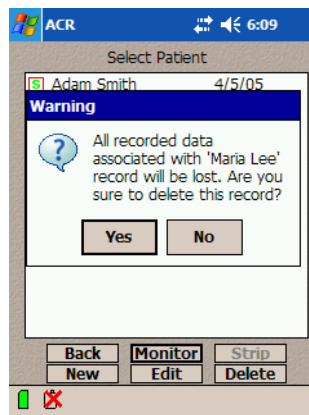 ACR 6:09
Select Patient
S Adam Smith 4/5/05
Warning
All recorded data
associated with 'Maria Lee'
record will be lost. Are you
sure to delete this record?
Yes No
Back Monitor Strip
New Edit Delete